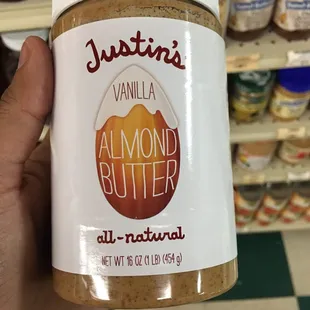 Justin's
VANILLA
ALMOND
BUTTER
all-natural
NET WT 16 OZ (1 LB) (454 g)